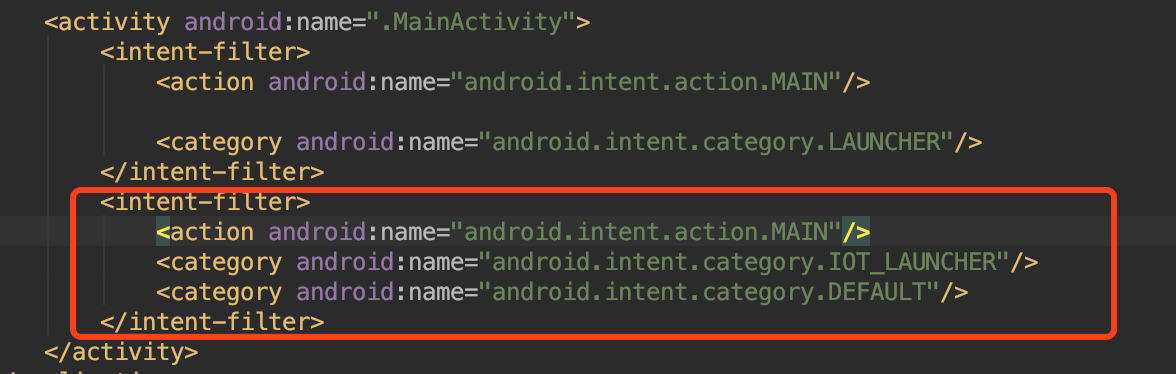 <activity android:name=".MainActivity">
<intent-filter>
<action android:name="android.intent.action.MAIN"/>
<category android:name="android.intent.category.LAUNCHER"/>
</intent-filter>
<intent-filter>
<action android:name="android.intent.action.MAIN"/>
<category android:name="android.intent.category.IOT_LAUNCHER"/>
<category android:name="android.intent.category.DEFAULT"/>
</intent-filter>
</activity>